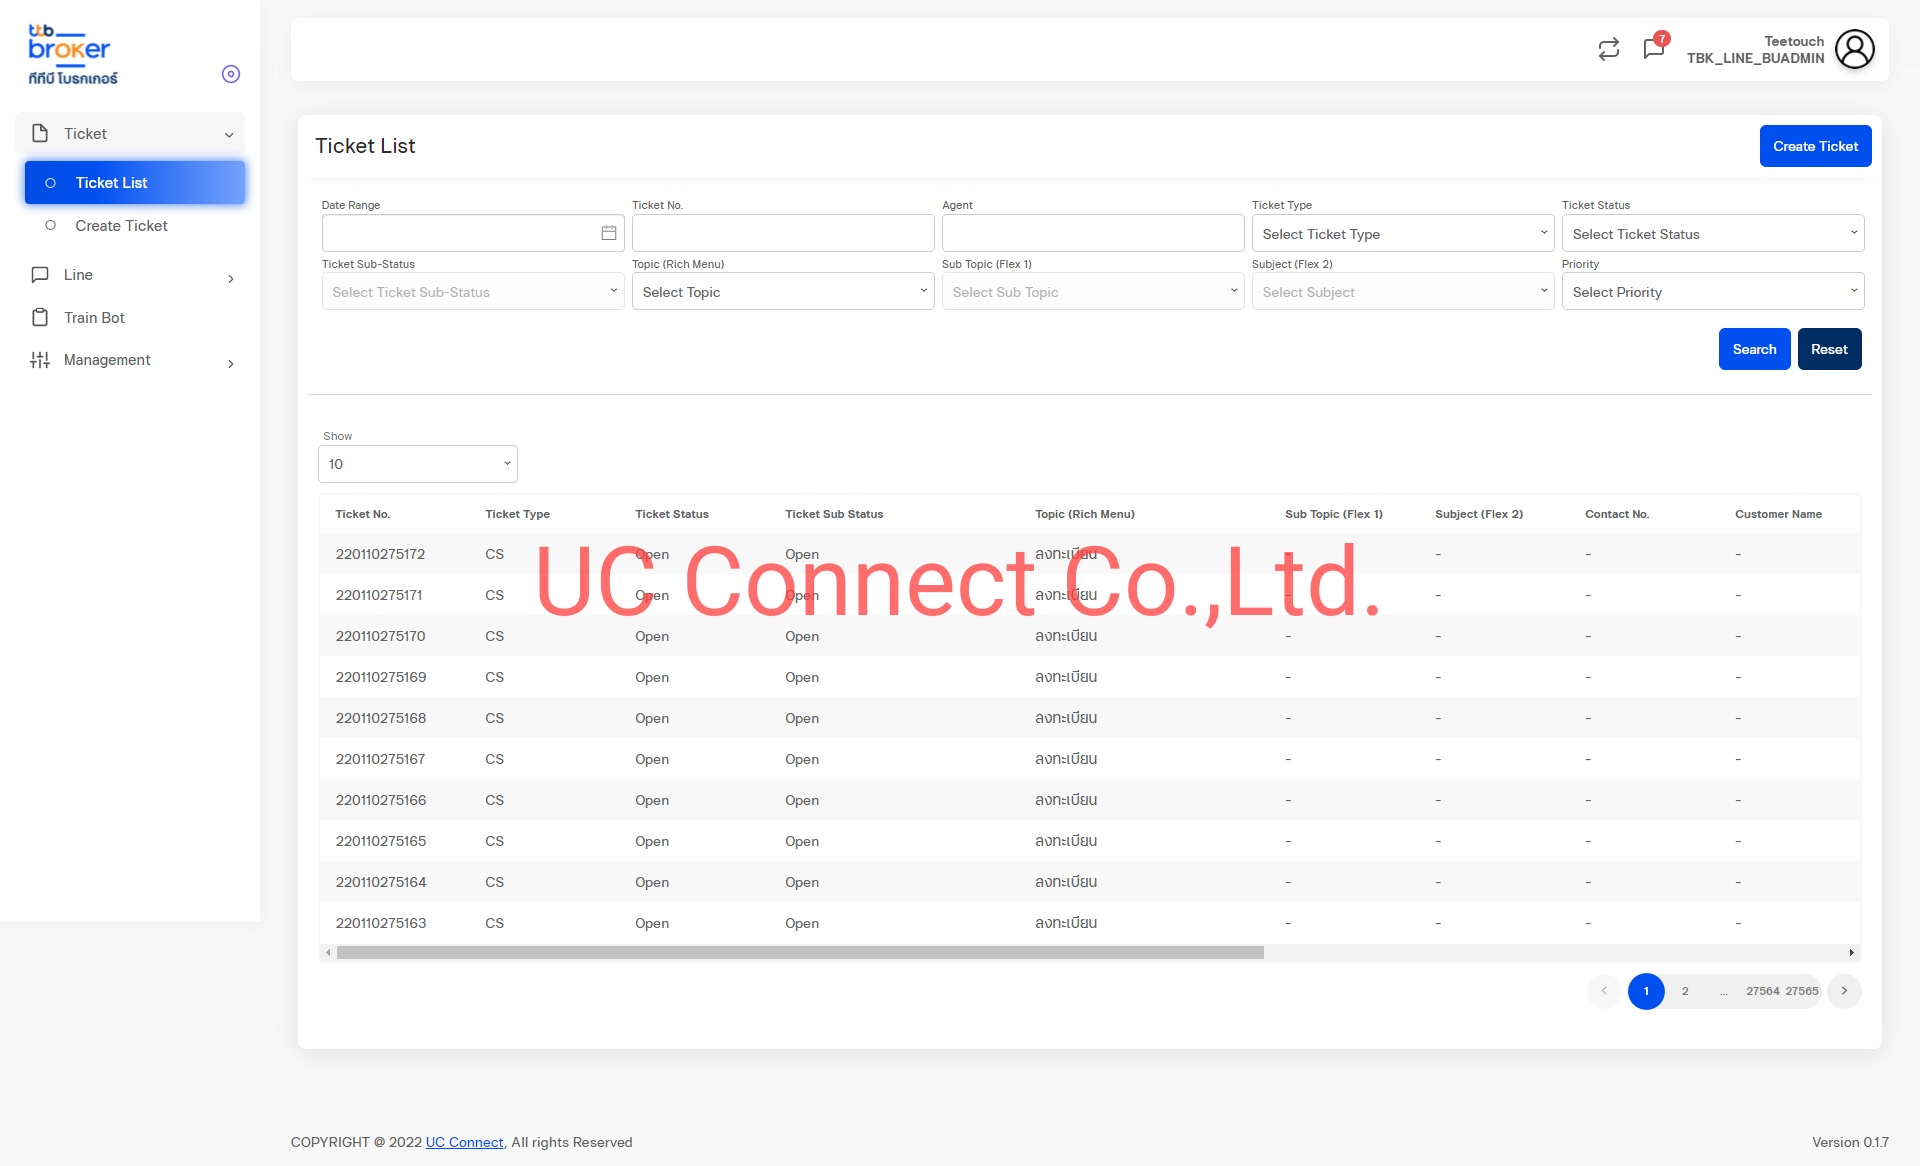 ttb
broker
ทีทีบี โบรกเกอร์
Ticket
Ticket List
Create Ticket
Line
Train Bot
Management
7
Teetouch
TBK_LINE_BUADMIN
Ticket List
Create Ticket
Date Range Ticket No. Agent Ticket Type Ticket Status
Select Ticket Type Select Ticket Status
Ticket Sub-Status Topic (Rich Menu) Sub Topic (Flex 1) Subject (Flex 2) Priority
Select Ticket Sub-Status Select Topic Select Sub Topic Select Subject Select Priority
Search Reset
Show
10
Ticket No. Ticket Type Ticket Status Ticket Sub Status Topic (Rich Menu) Sub Topic (Flex 1) Subject (Flex 2) Contact No. Customer Name
220110275172 CS Open Open ลงทะเบียน - - - -
UC Connect Co.,Ltd.
220110275171 CS Open Open ลงทะเบียน - - - -
220110275170 CS Open Open ลงทะเบียน - - - -
220110275169 CS Open Open ลงทะเบียน - - - -
220110275168 CS Open Open ลงทะเบียน - - - -
220110275167 CS Open Open ลงทะเบียน - - - -
220110275166 CS Open Open ลงทะเบียน - - - -
220110275165 CS Open Open ลงทะเบียน - - - -
220110275164 CS Open Open ลงทะเบียน - - - -
220110275163 CS Open Open ลงทะเบียน - - - -
1 2 ... 27564 27565
COPYRIGHT @ 2022 UC Connect, All rights Reserved
Version 0.1.7